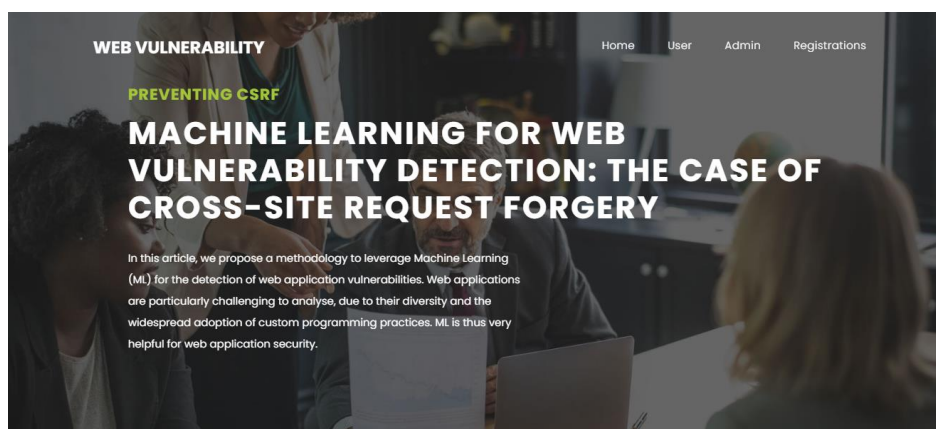 WEB VULNERABILITY
Home User Admin Registrations
PREVENTING CSRF
MACHINE LEARNING FOR WEB
VULNERABILITY DETECTION: THE CASE OF
CROSS-SITE REQUEST FORGERY
In this article, we propose a methodology to leverage Machine Learning
(ML) for the detection of web application vulnerabilities. Web applications
are particularly challenging to analyse, due to their diversity and the
widespread adoption of custom programming practices. ML is thus very
helpful for web application security.